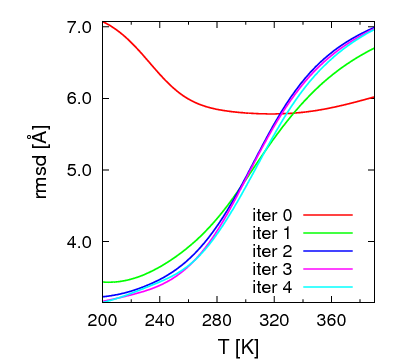 7.0
6.0
5.0
4.0
rmsd [Å]
iter 0
iter 1
iter 2
iter 3
iter 4
200 240 280 320 360
T [K]